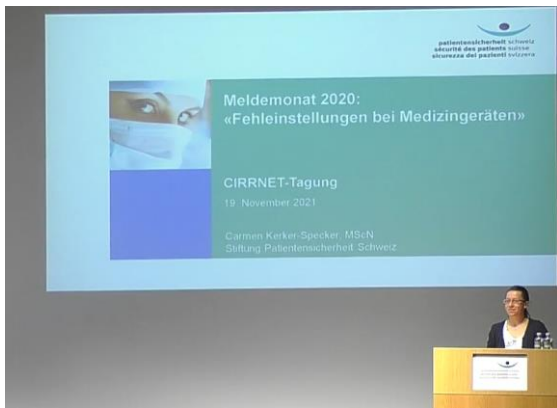 patientensicherheit schweiz
sécurité des patients suisse
sicurezza dei pazienti svizzera
Meldemonat 2020:
«Fehleinstellungen bei Medizingeräten»
CIRRNET-Tagung
19. November 2021
Carmen Kerker-Specker, MScN
Stiftung Patientensicherheit Schweiz